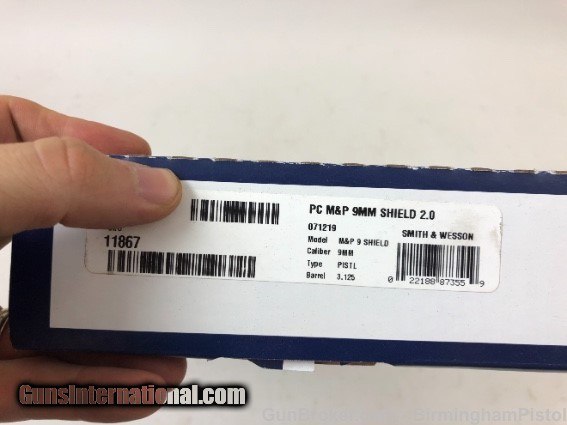 PC M&P 9MM SHIELD 2.0
071219
SMITH & WESSON
SKU
11867
Model M&P 9 SHIELD
Caliber 9MM
Type PISTL
Barrel 3.125
0 22188 87355 9
GunsInternational.com